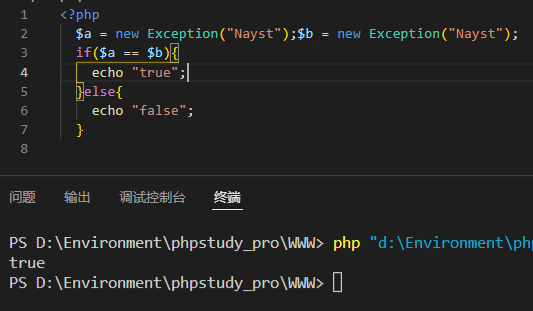 1 <?php
2 $a = new Exception("Nayst");$b = new Exception("Nayst");
3 if($a == $b){
4 echo "true";
5 }else{
6 echo "false";
7 }
8
问题 输出 调试控制台 终端
PS D:\Environment\phpstudy_pro\WWW> php "d:\Environment\php
true
PS D:\Environment\phpstudy_pro\WWW>